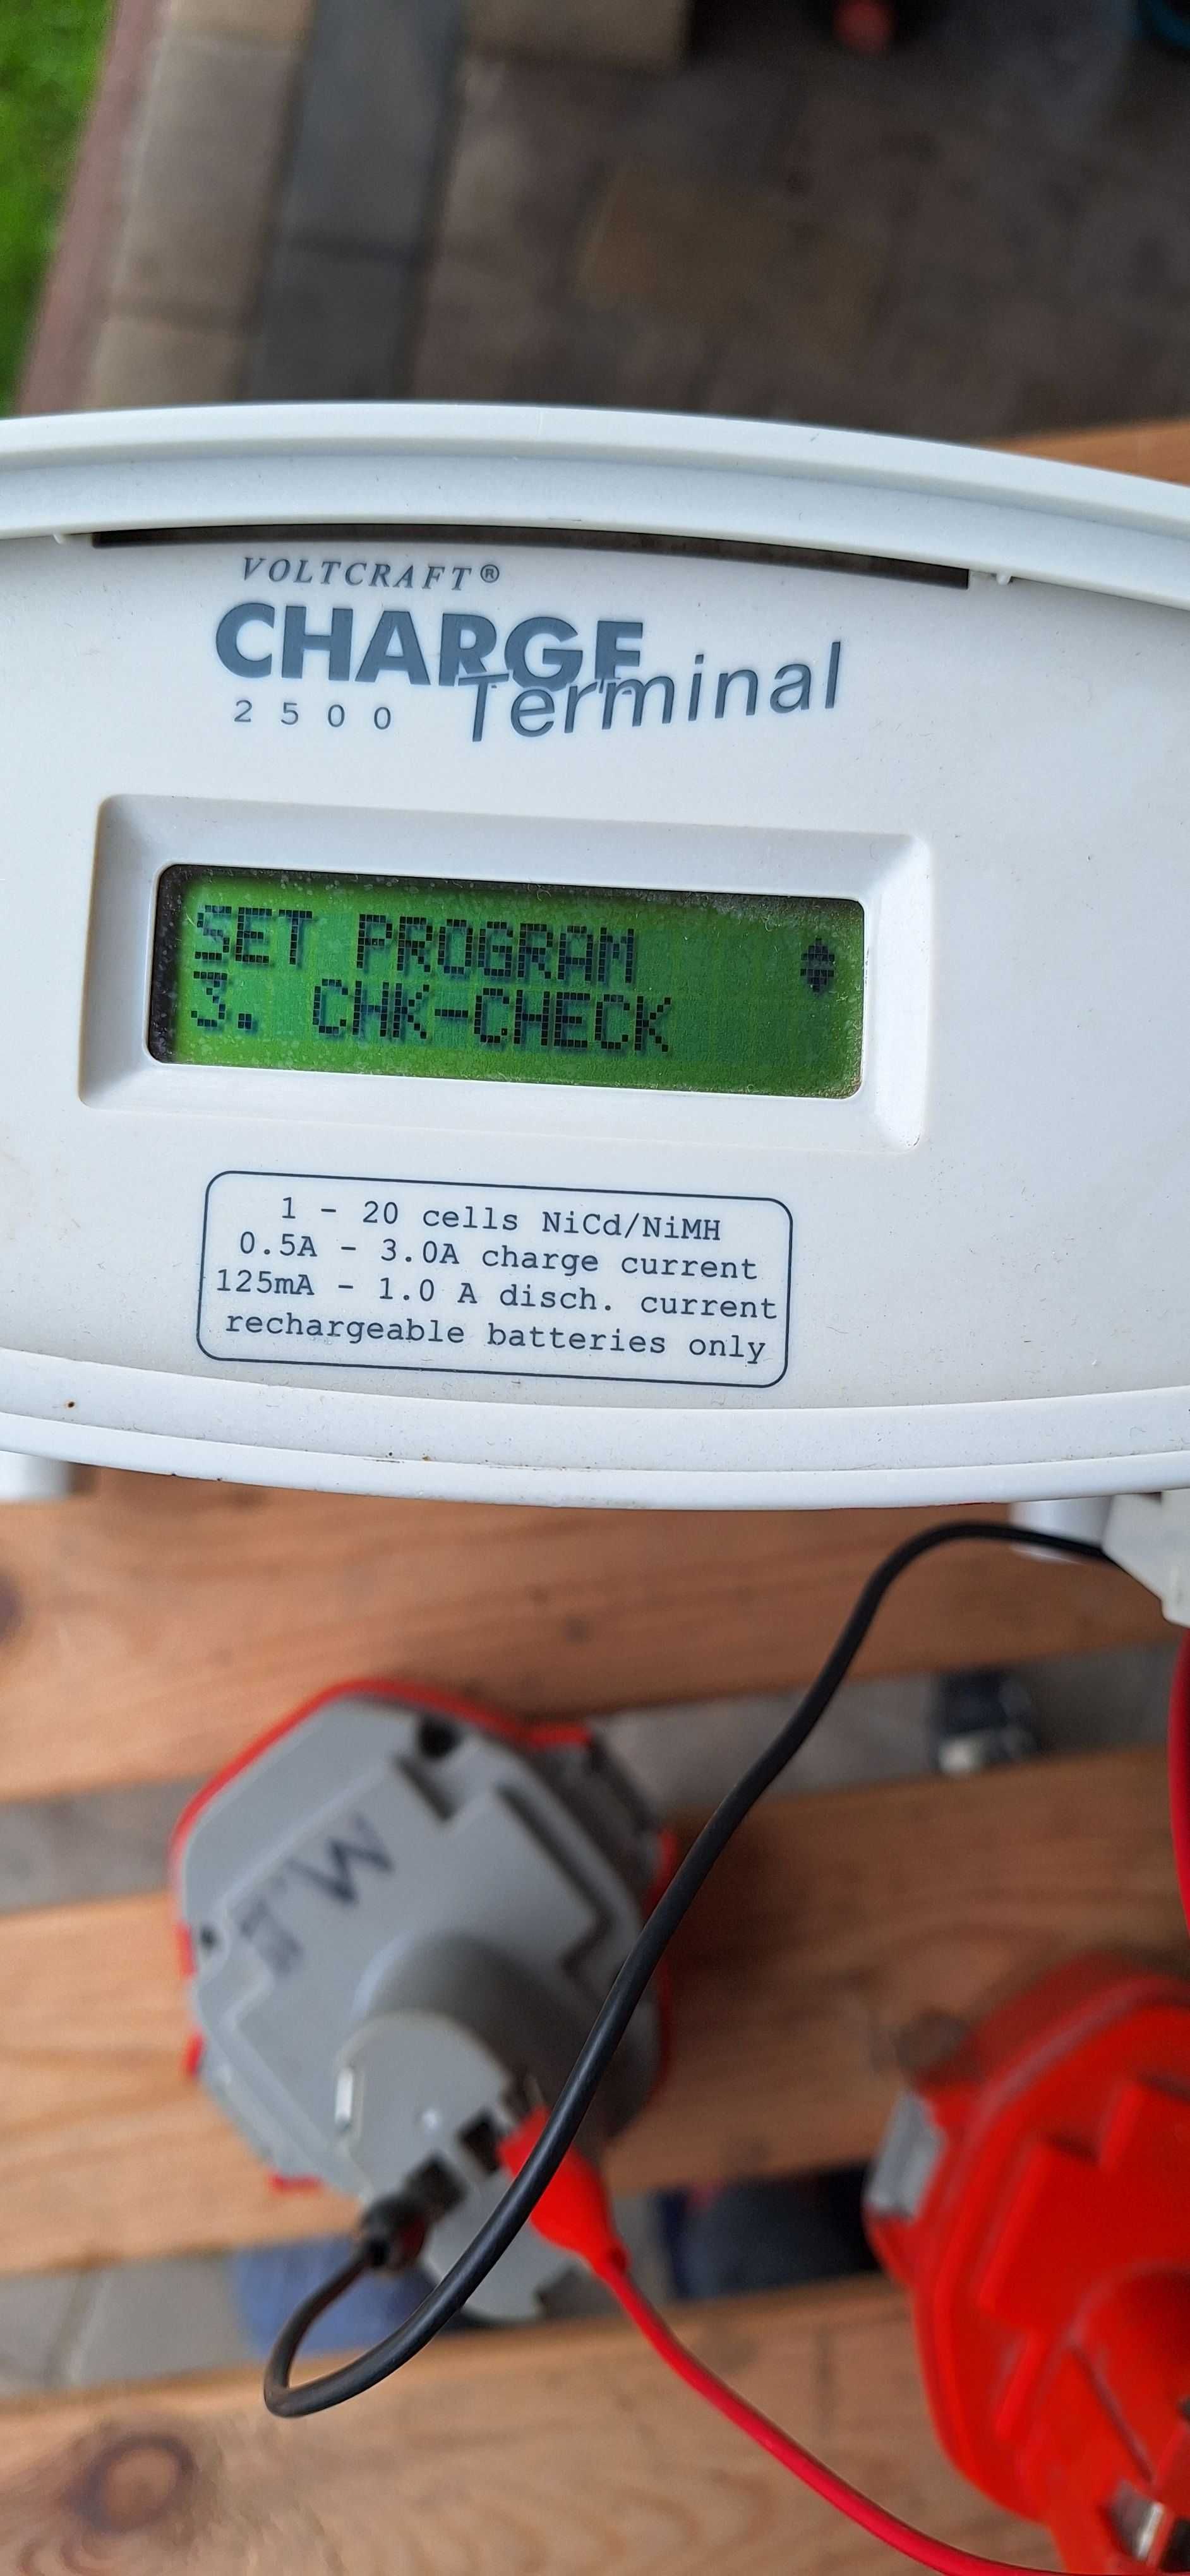 VOLTCRAFT®
CHARGE
Terminal
2500
SET PROGRAM
3. CHK-CHECK
1 - 20 cells NiCd/NiMH
0.5A - 3.0A charge current
125mA - 1.0 A disch. current
rechargeable batteries only